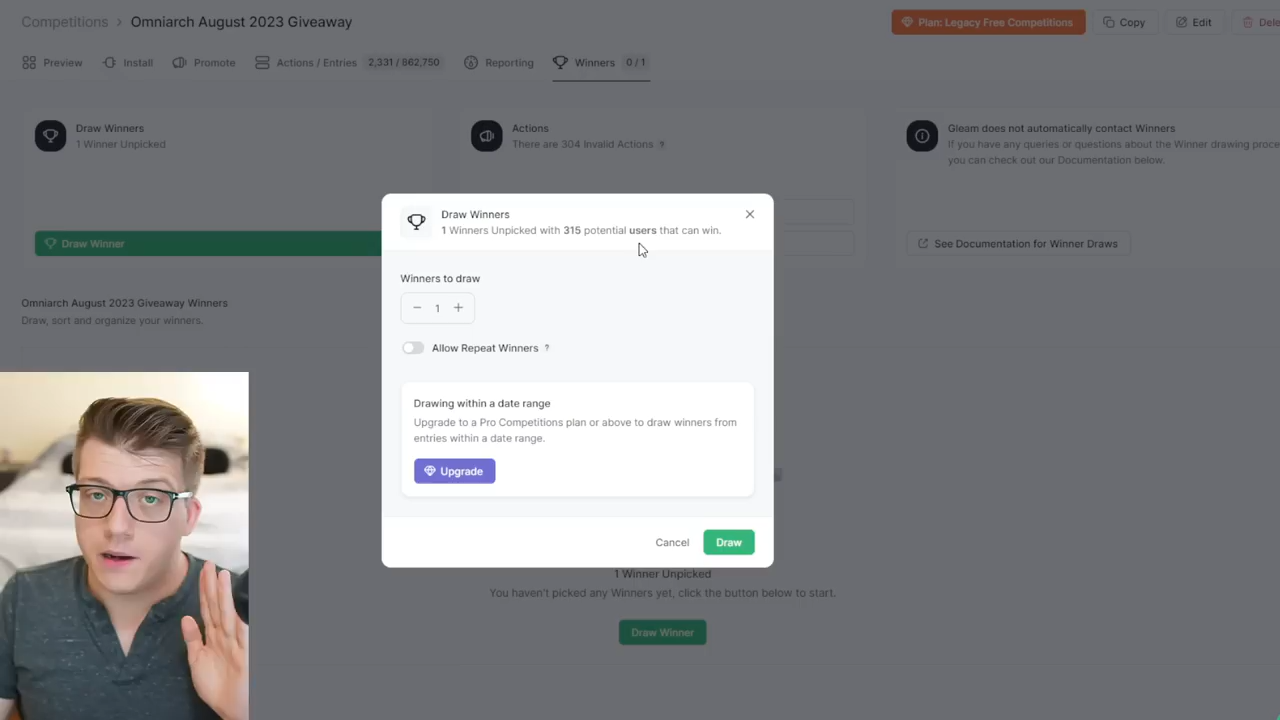 Competitions > Omniarch August 2023 Giveaway
Plan: Legacy Free Competitions
Copy
Edit
Dele
Preview
Install
Promote
Actions / Entries 2,331 / 862,750
Reporting
Winners 0 / 1
Draw Winners
1 Winner Unpicked
Draw Winner
Actions
There are 304 Invalid Actions ?
Gleam does not automatically contact Winners
If you have any queries or questions about the Winner drawing proce
you can check out our Documentation below.
See Documentation for Winner Draws
Omniarch August 2023 Giveaway Winners
Draw, sort and organize your winners.
Draw Winners
1 Winners Unpicked with 315 potential users that can win.
Winners to draw
− 1 +
Allow Repeat Winners ?
Drawing within a date range
Upgrade to a Pro Competitions plan or above to draw winners from
entries within a date range.
Upgrade
Cancel
Draw
1 Winner Unpicked
You haven't picked any Winners yet, click the button below to start.
Draw Winner